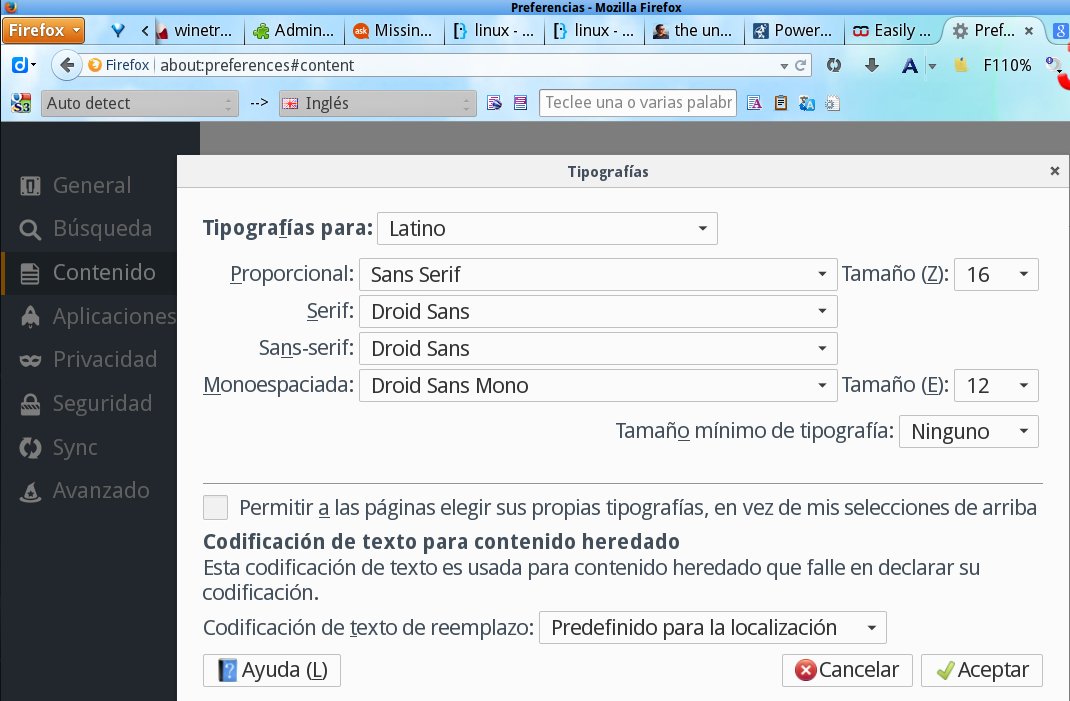 Preferencias - Mozilla Firefox
Firefox winetr... Admin... Missin... linux - ... linux - ... the un... Power... Easily ... Pref...
Firefox about:preferences#content F110%
Auto detect --> Inglés Teclee una o varias palabr
Tipografías
General
Búsqueda
Contenido
Aplicaciones
Privacidad
Seguridad
Sync
Avanzado
Tipografías para: Latino
Proporcional: Sans Serif Tamaño (Z): 16
Serif: Droid Sans
Sans-serif: Droid Sans
Monoespaciada: Droid Sans Mono Tamaño (E): 12
Tamaño mínimo de tipografía: Ninguno
Permitir a las páginas elegir sus propias tipografías, en vez de mis selecciones de arriba
Codificación de texto para contenido heredado
Esta codificación de texto es usada para contenido heredado que falle en declarar su
codificación.
Codificación de texto de reemplazo: Predefinido para la localización
Ayuda (L) Cancelar Aceptar